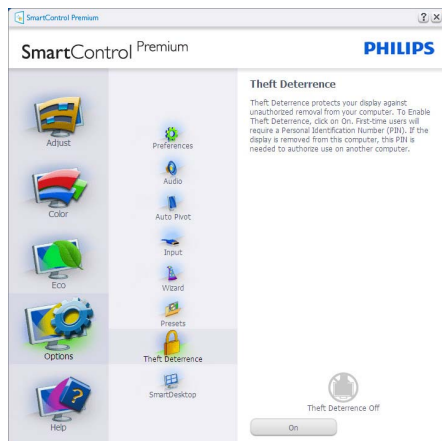 SmartControl Premium
SmartControl Premium
PHILIPS
Adjust
Color
Eco
Options
Help
Preferences
Audio
Auto Pivot
Input
Wizard
Presets
Theft Deterrence
SmartDesktop
Theft Deterrence
Theft Deterrence protects your display against
unauthorized removal from your computer. To Enable
Theft Deterrence, click on On. First-time users will
require a Personal Identification Number (PIN). If the
display is removed from this computer, this PIN is
needed to authorize use on another computer.
Theft Deterrence Off
On